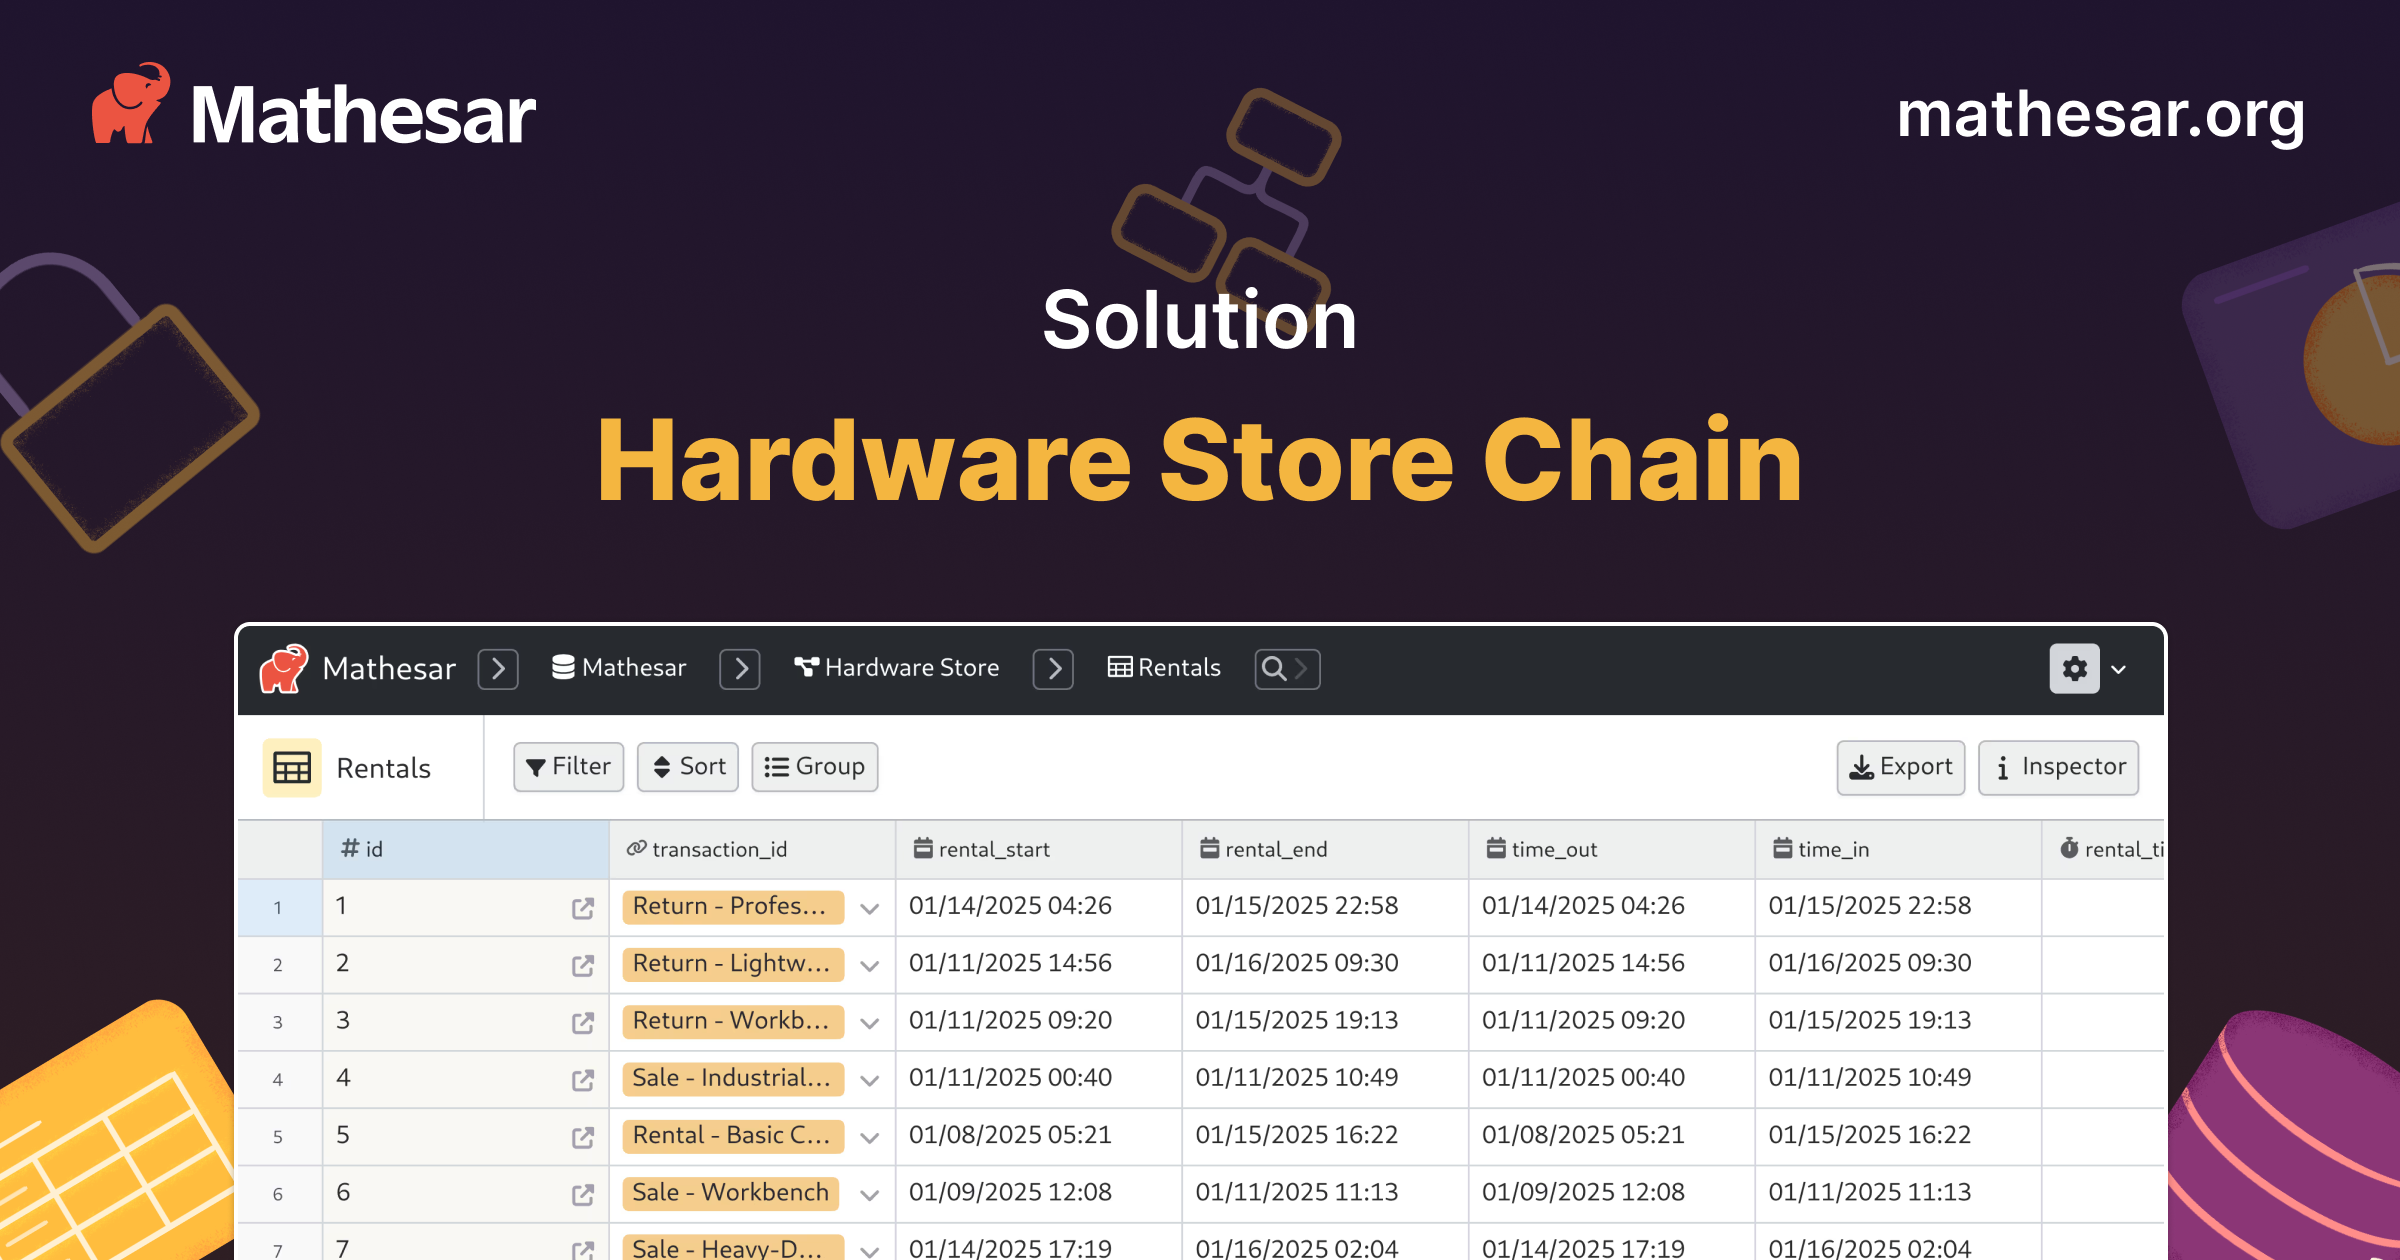 Mathesar
mathesar.org
Solution
Hardware Store Chain
Mathesar Mathesar Hardware Store Rentals
Rentals Filter Sort Group Export Inspector
id transaction_id rental_start rental_end time_out time_in rental_ti
1 1 Return - Profes... 01/14/2025 04:26 01/15/2025 22:58 01/14/2025 04:26 01/15/2025 22:58
2 2 Return - Lightw... 01/11/2025 14:56 01/16/2025 09:30 01/11/2025 14:56 01/16/2025 09:30
3 3 Return - Workb... 01/11/2025 09:20 01/15/2025 19:13 01/11/2025 09:20 01/15/2025 19:13
4 4 Sale - Industrial... 01/11/2025 00:40 01/11/2025 10:49 01/11/2025 00:40 01/11/2025 10:49
5 5 Rental - Basic C... 01/08/2025 05:21 01/15/2025 16:22 01/08/2025 05:21 01/15/2025 16:22
6 6 Sale - Workbench 01/09/2025 12:08 01/11/2025 11:13 01/09/2025 12:08 01/11/2025 11:13
7 7 Sale - Heavy-D... 01/14/2025 17:19 01/16/2025 02:04 01/14/2025 17:19 01/16/2025 02:04